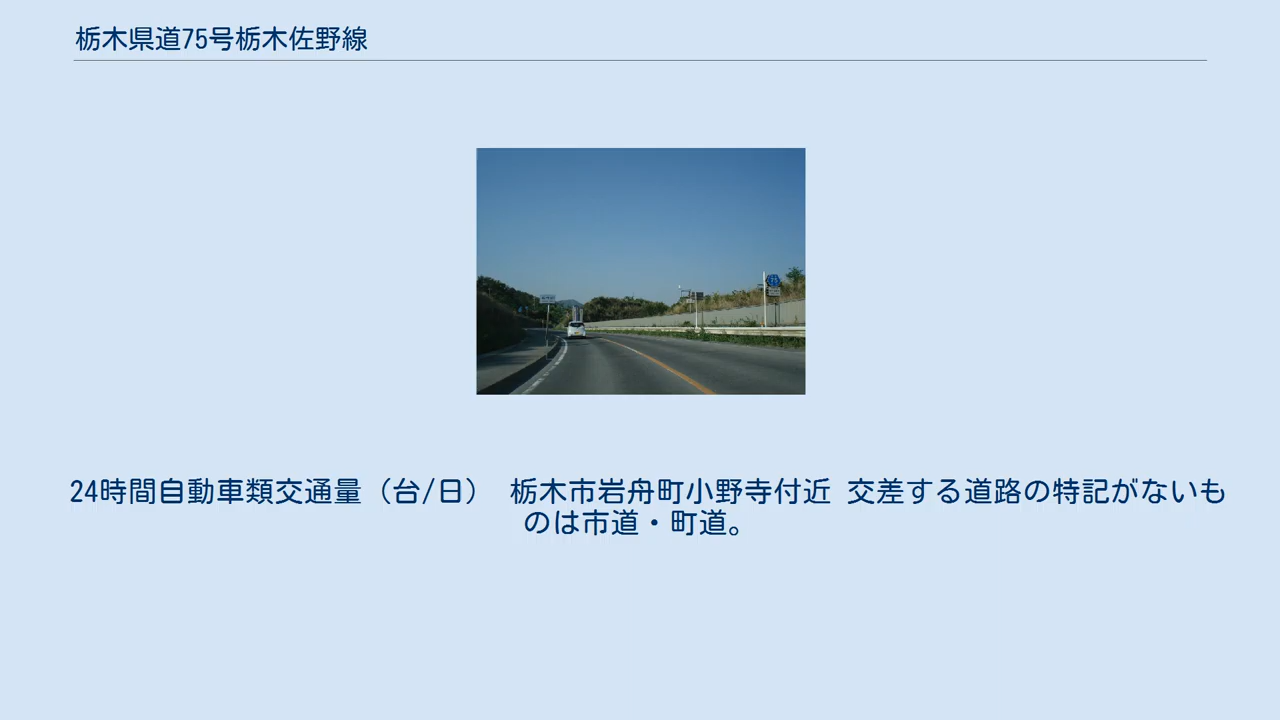 栃木県道75号栃木佐野線
24時間自動車類交通量（台/日） 栃木市岩舟町小野寺付近 交差する道路の特記がないも
のは市道・町道。